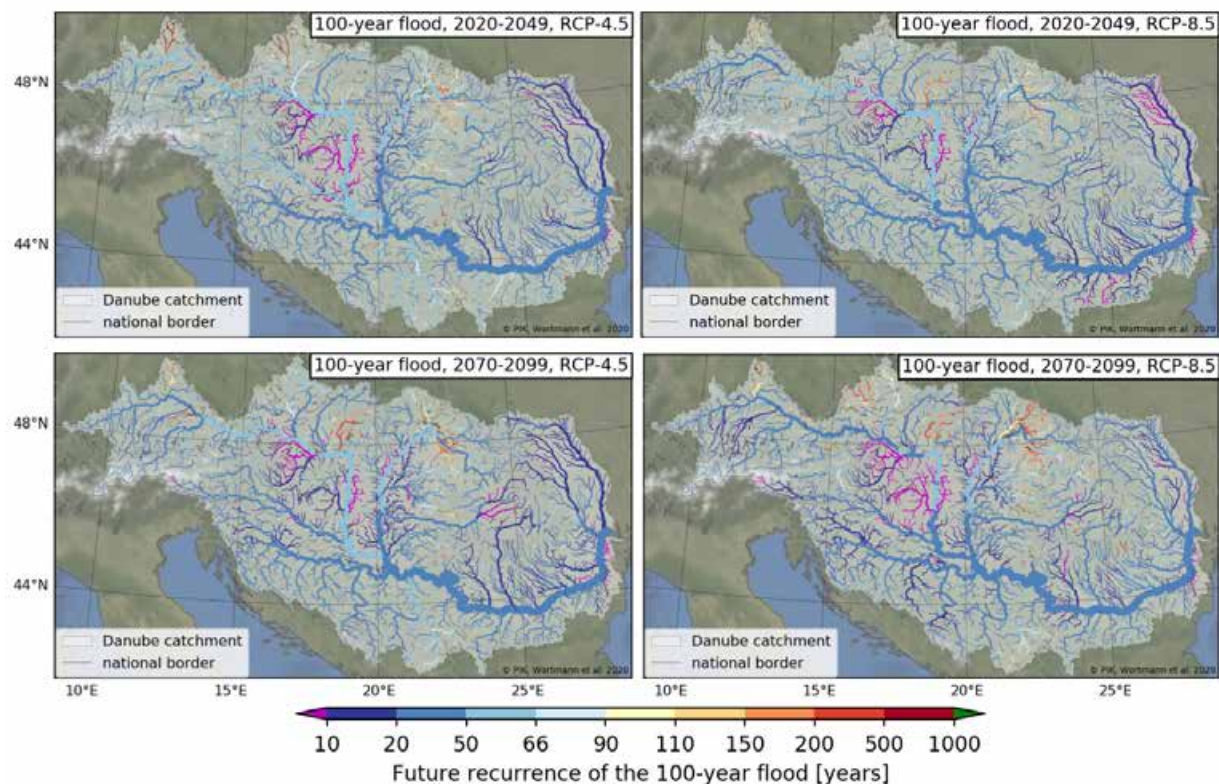 100-year flood, 2020-2049, RCP-4.5
100-year flood, 2020-2049, RCP-8.5
48°N
44°N
Danube catchment
national border
© PIK, Wortmann et al. 2020
Danube catchment
national border
© PIK, Wortmann et al. 2020
100-year flood, 2070-2099, RCP-4.5
100-year flood, 2070-2099, RCP-8.5
48°N
44°N
Danube catchment
national border
© PIK, Wortmann et al. 2020
Danube catchment
national border
© PIK, Wortmann et al. 2020
10°E 15°E 20°E 25°E
10°E 15°E 20°E 25°E
10 20 50 66 90 110 150 200 500 1000
Future recurrence of the 100-year flood [years]